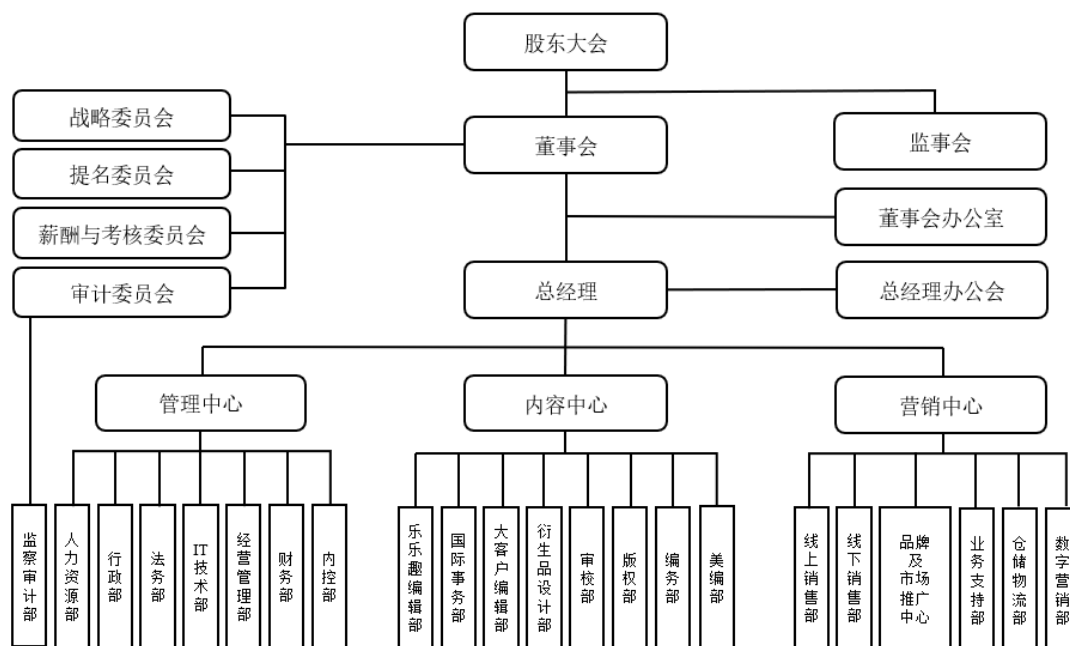 股东大会
战略委员会
董事会
监事会
提名委员会
薪酬与考核委员会
董事会办公室
审计委员会
总经理
总经理办公会
管理中心
内容中心
营销中心
监察审计部
人力资源部
行政部
法务部
IT技术部
经营管理部
财务部
内控部
乐乐趣编辑部
国际事务部
大客户编辑部
衍生品设计部
审校部
版权部
编务部
美编部
线上销售部
线下销售部
品牌及市场推广中心
业务支持部
仓储物流部
数字营销部